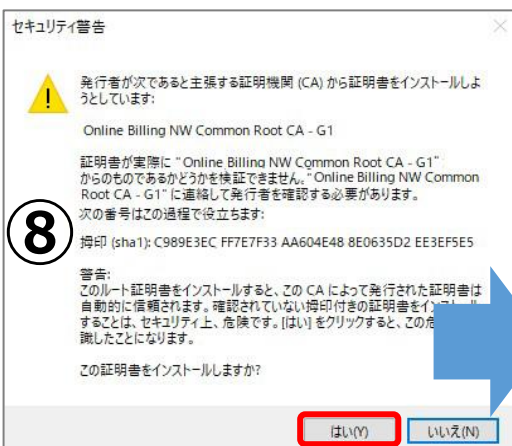 セキュリティ警告
発行者が次であると主張する証明機関 (CA) から証明書をインストールしよ
うとしています:
Online Billing NW Common Root CA - G1
証明書が実際に "Online Billing NW Common Root CA - G1"
からのものであるかどうかを検証できません。"Online Billing NW Common
Root CA - G1" に連絡して発行者を確認する必要があります。
次の番号はこの過程で役立ちます:
⑧
拇印 (sha1): C989E3EC FF7E7F33 AA604E48 8E0635D2 EE3EF5E5
警告:
このルート証明書をインストールすると、この CA によって発行された証明書は
自動的に信頼されます。確認されていない拇印付きの証明書をインストール
することは、セキュリティ上、危険です。[はい] をクリックすると、この危
識したことになります。
この証明書をインストールしますか?
はい(Y)
いいえ(N)